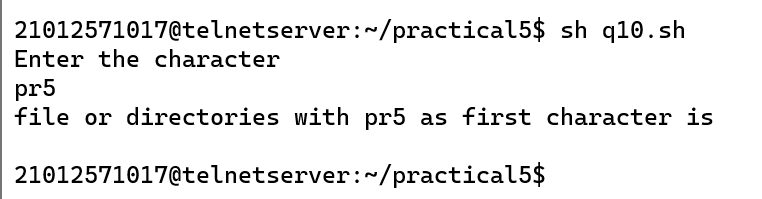 21012571017@telnetserver:~/practical5$ sh q10.sh
Enter the character
pr5
file or directories with pr5 as first character is
21012571017@telnetserver:~/practical5$